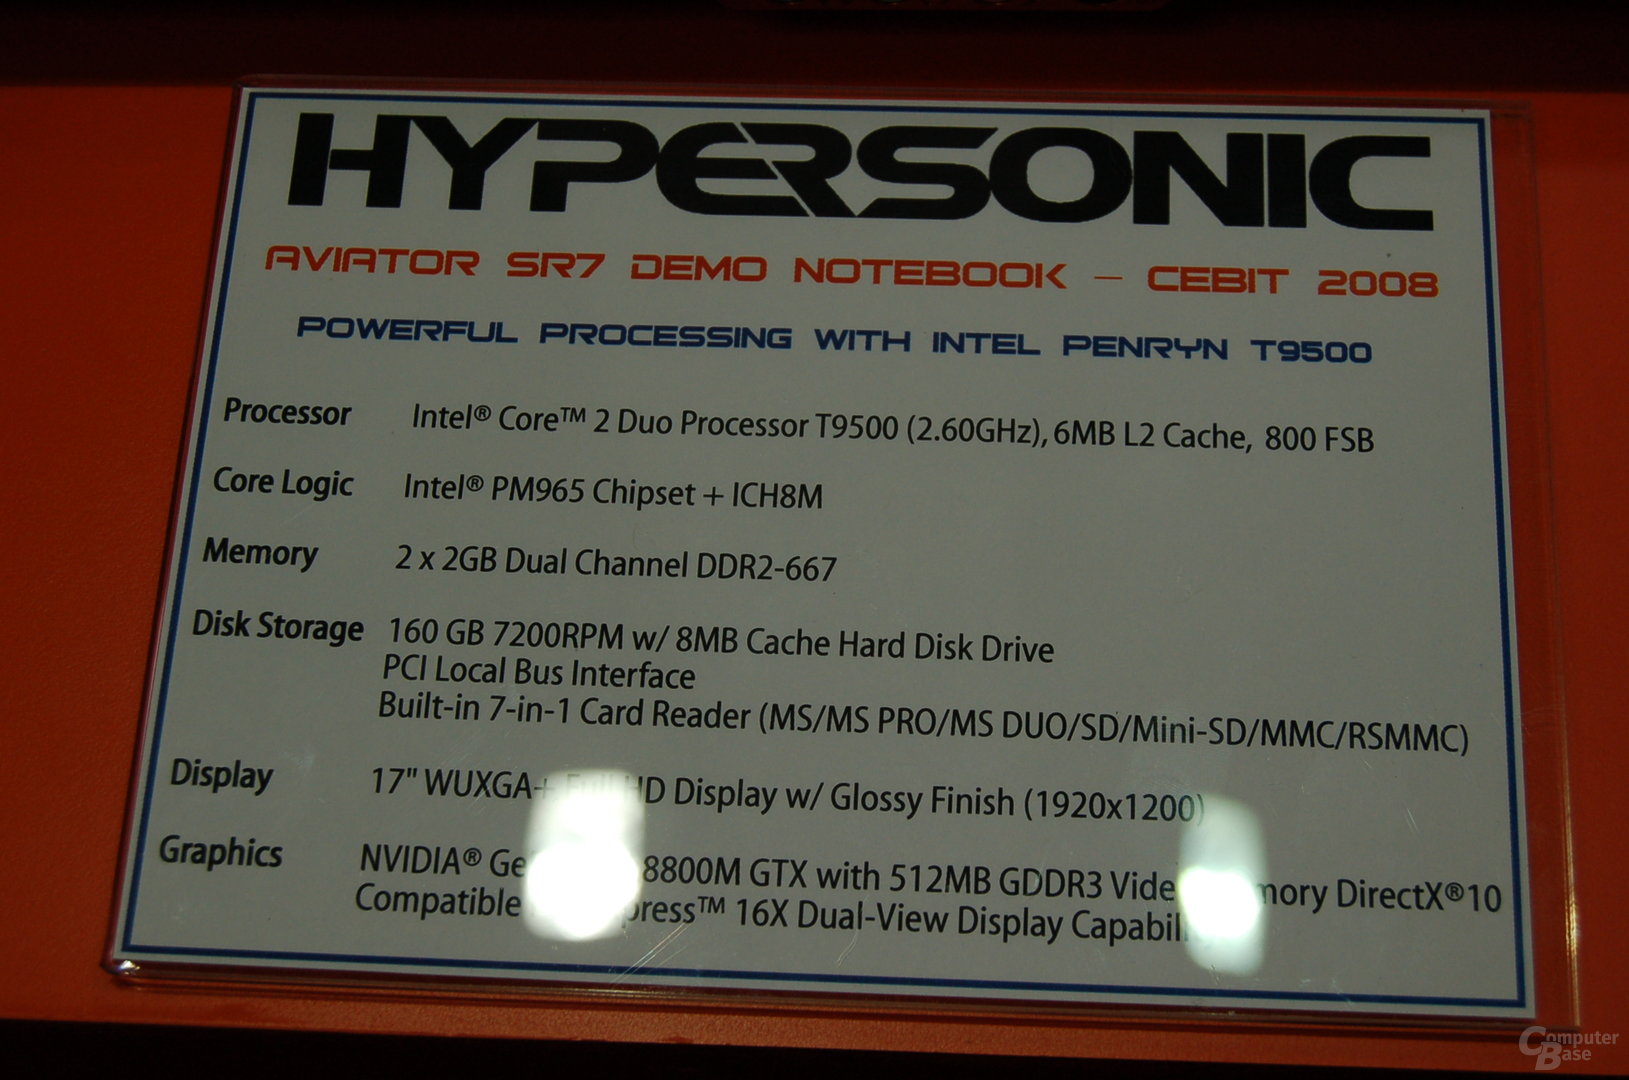 HYPERSONIC
AVIATOR SR7 DEMO NOTEBOOK – CEBIT 2008
POWERFUL PROCESSING WITH INTEL PENRYN T9500
Processor Intel® Core™ 2 Duo Processor T9500 (2.60GHz), 6MB L2 Cache, 800 FSB
Core Logic Intel® PM965 Chipset + ICH8M
Memory 2 x 2GB Dual Channel DDR2-667
Disk Storage 160 GB 7200RPM w/ 8MB Cache Hard Disk Drive
PCI Local Bus Interface
Built-in 7-in-1 Card Reader (MS/MS PRO/MS DUO/SD/Mini-SD/MMC/RSMMC)
Display 17" WUXGA+ Full HD Display w/ Glossy Finish (1920x1200)
Graphics NVIDIA® 8800M GTX with 512MB GDDR3 DirectX®10
Compatible 16X Dual-View Display
ComputerBase